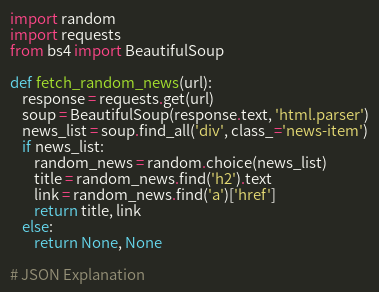 import random
import requests
from bs4 import BeautifulSoup

def fetch_random_news(url):
    response = requests.get(url)
    soup = BeautifulSoup(response.text, 'html.parser')
    news_list = soup.find_all('div', class_='news-item')
    if news_list:
        random_news = random.choice(news_list)
        title = random_news.find('h2').text
        link = random_news.find('a')['href']
        return title, link
    else:
        return None, None

# JSON Explanation